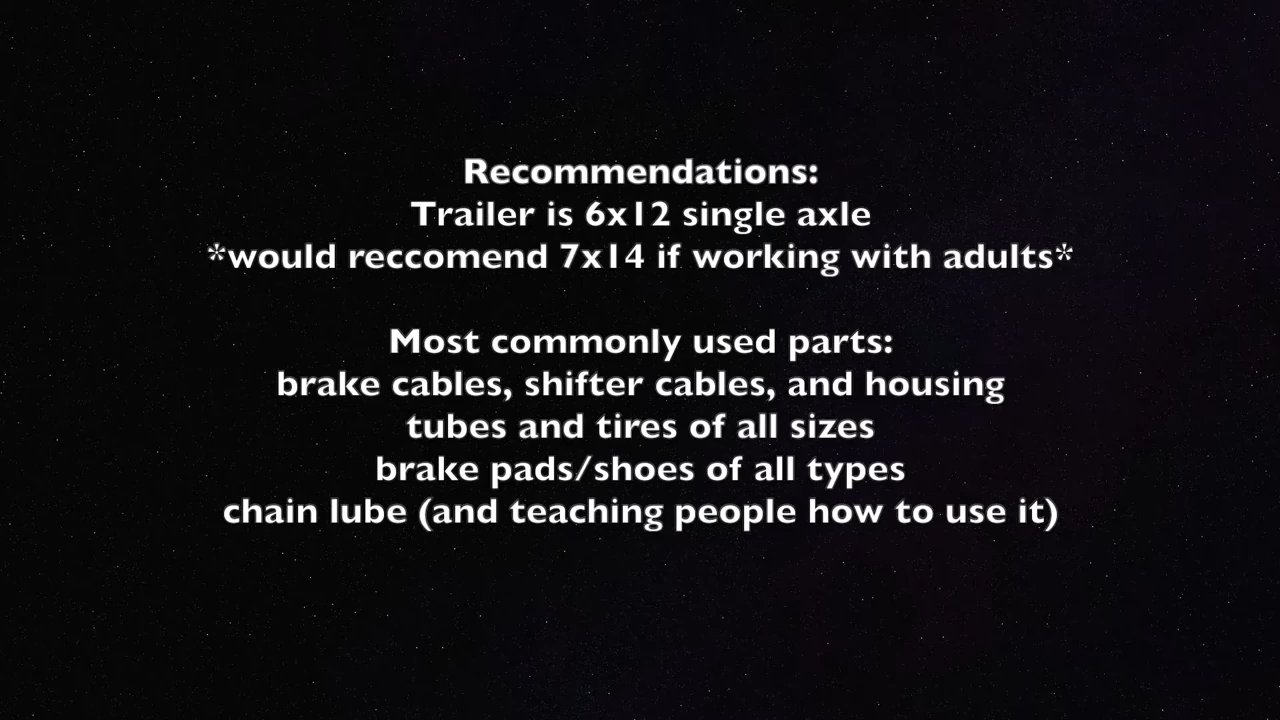 Recommendations:
Trailer is 6x12 single axle
*would reccomend 7x14 if working with adults*
Most commonly used parts:
brake cables, shifter cables, and housing
tubes and tires of all sizes
brake pads/shoes of all types
chain lube (and teaching people how to use it)